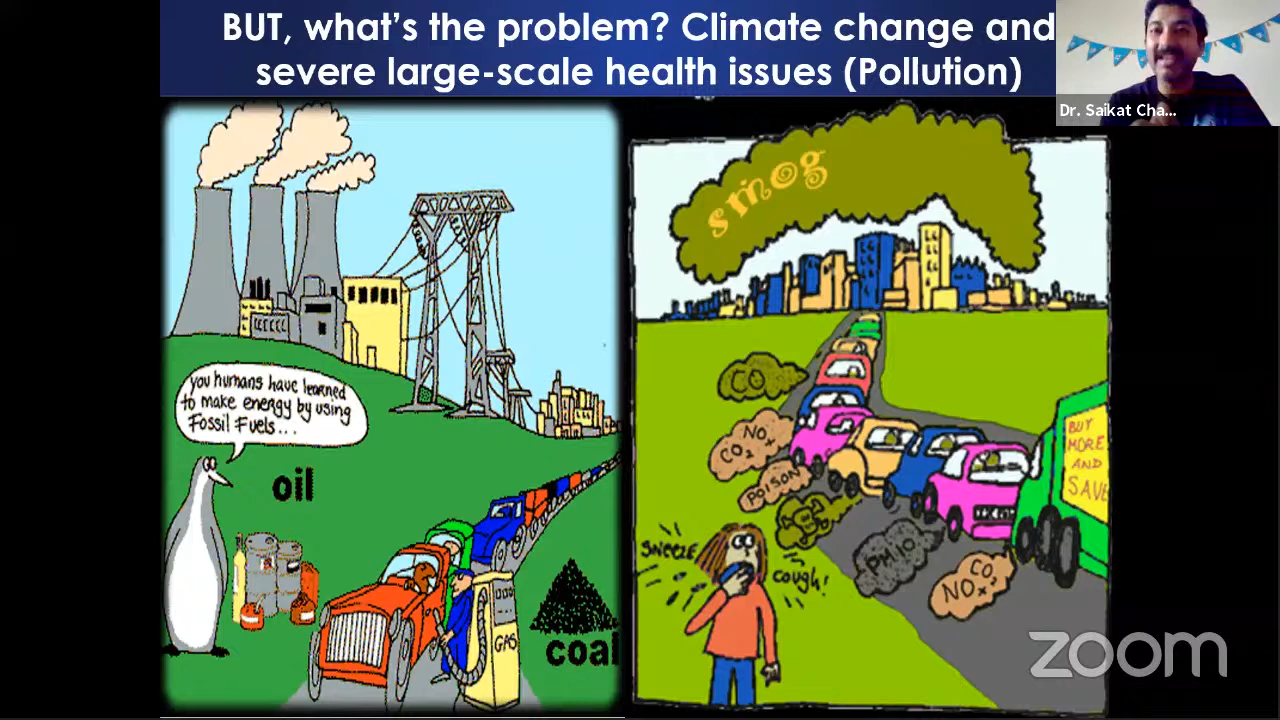 BUT, what's the problem? Climate change and
severe large-scale health issues (Pollution)
Dr. Saikat Cha...
you humans have learned
to make energy by using
Fossil Fuels...
oil
GAS
coal
smog
CO
NOx
CO2
POISON
PM10
CO2
NOx
SNEEZE
COUGH!
BUY
MORE
AND
SAVE
zoom